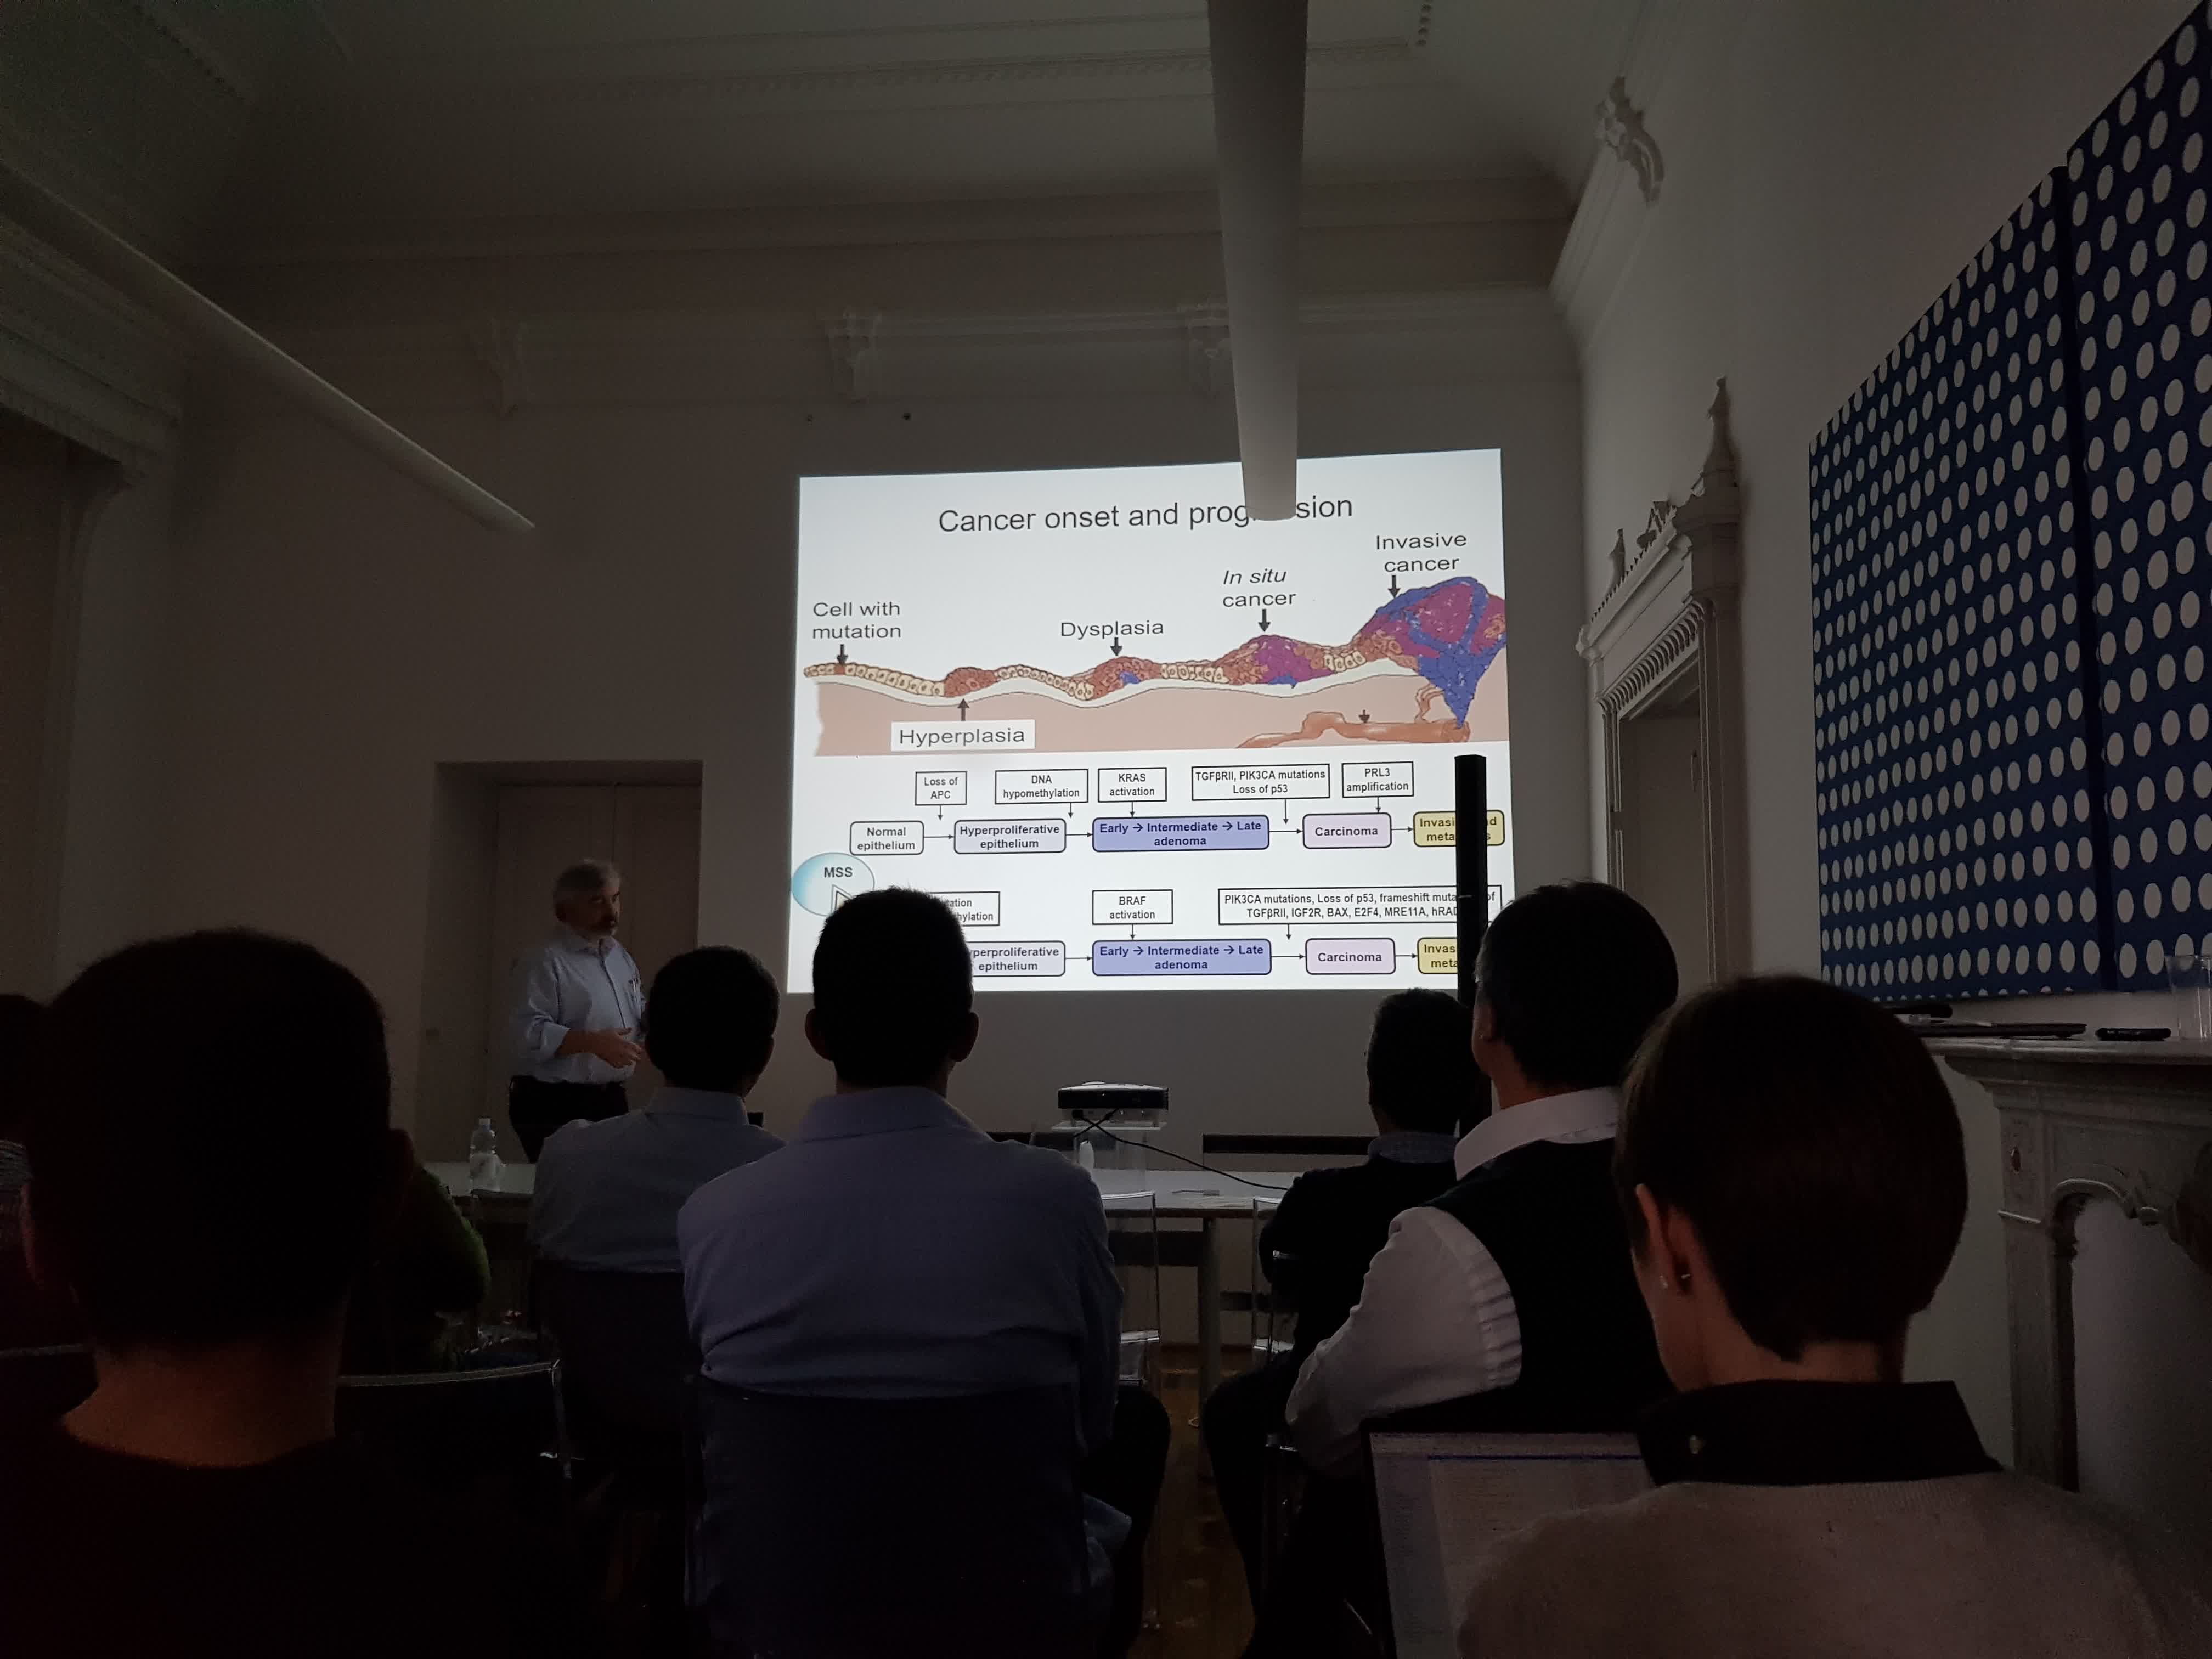 Cancer onset and prog sion
Invasive
cancer
In situ
cancer
Cell with
mutation
Dysplasia
Hyperplasia
Loss of
APC
DNA
hypomethylation
KRAS
activation
TGFβRII, PIK3CA mutations
Loss of p53
PRL3
amplification
Normal
epithelium
Hyperproliferative
epithelium
Early → Intermediate → Late
adenoma
Carcinoma
MSS
BRAF
activation
PIK3CA mutations, Loss of p53, frameshift of
TGFβRII, IGF2R, BAX, E2F4, MRE11A,
epithelium
Early → Intermediate → Late
adenoma
Carcinoma